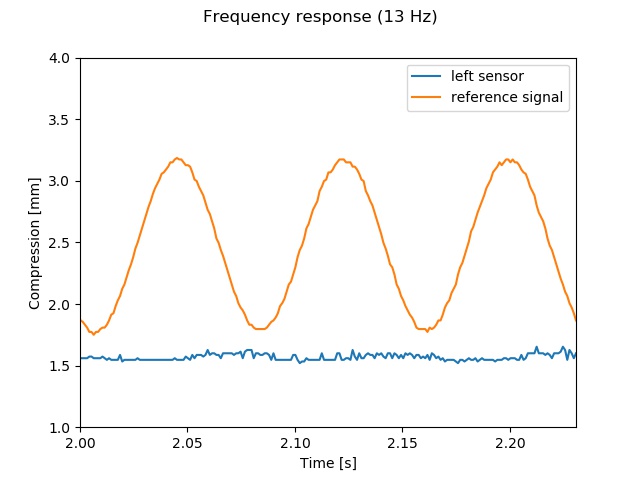 Frequency response (13 Hz)
4.0
3.5
3.0
2.5
2.0
1.5
1.0
Compression [mm]
left sensor
reference signal
2.00 2.05 2.10 2.15 2.20
Time [s]